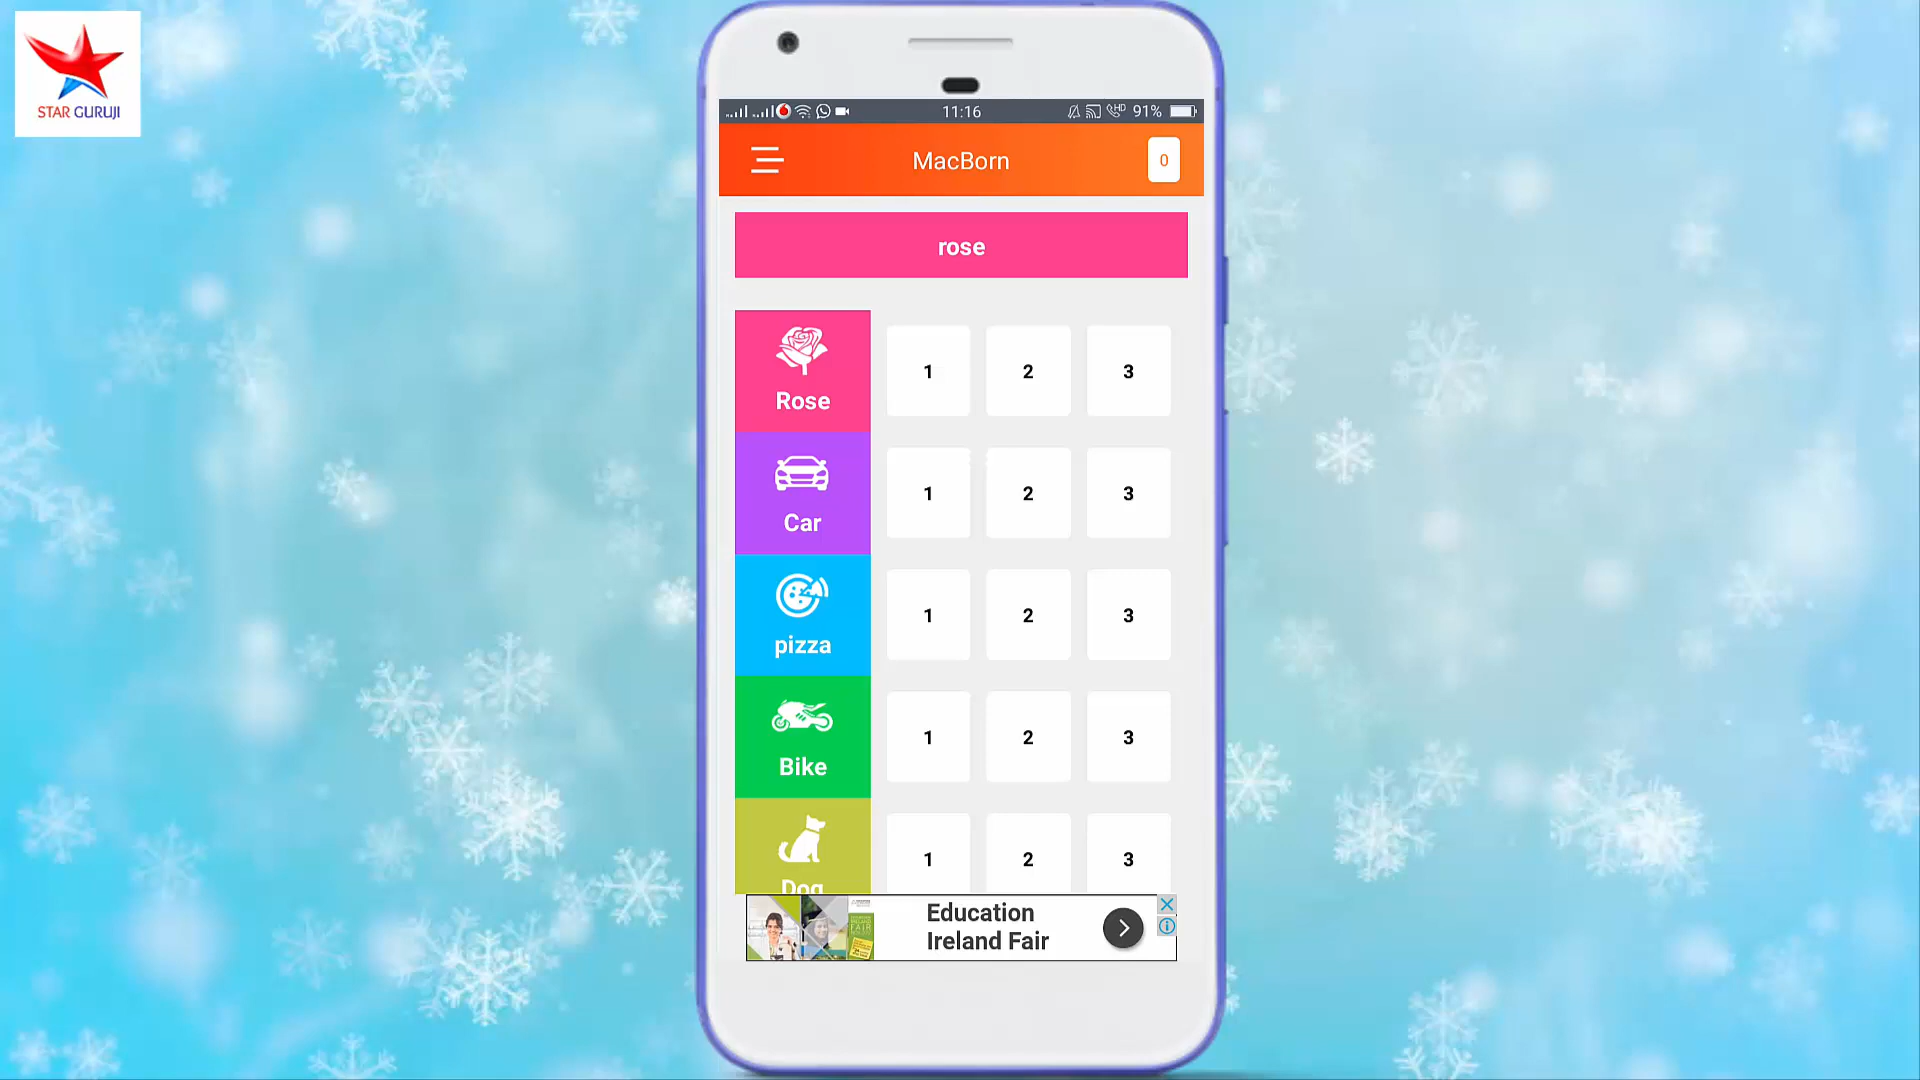 STAR GURUJI
11:16
HD
91%
MacBorn
0
rose
Rose
1
2
3
Car
1
2
3
pizza
1
2
3
Bike
1
2
3
Dog
1
2
3
Education
Ireland Fair